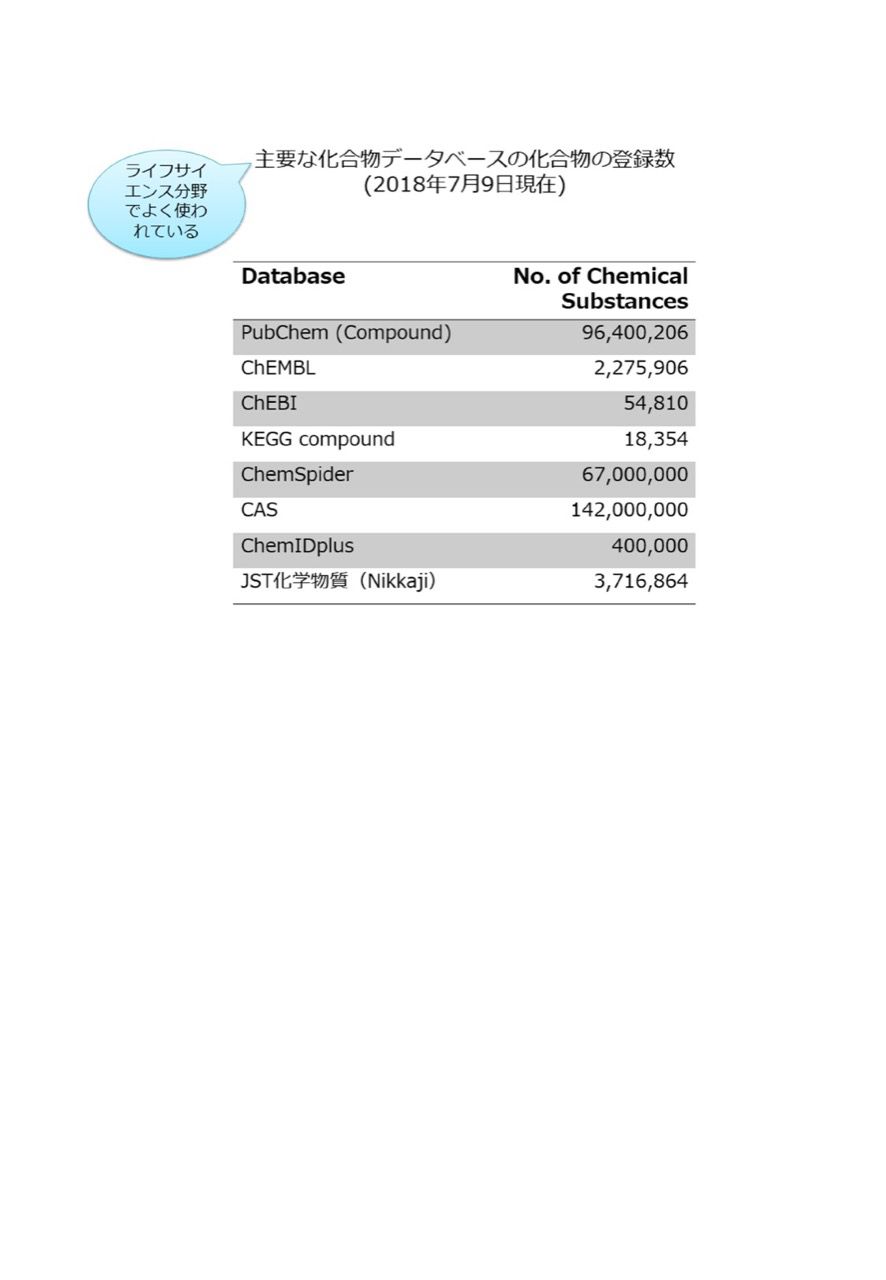 ライフサイ
エンス分野
でよく使わ
れている
主要な化合物データベースの化合物の登録数
(2018年7月9日現在)
Database No. of Chemical
Substances
PubChem (Compound) 96,400,206
ChEMBL 2,275,906
ChEBI 54,810
KEGG compound 18,354
ChemSpider 67,000,000
CAS 142,000,000
ChemIDplus 400,000
JST化学物質（Nikkaji） 3,716,864